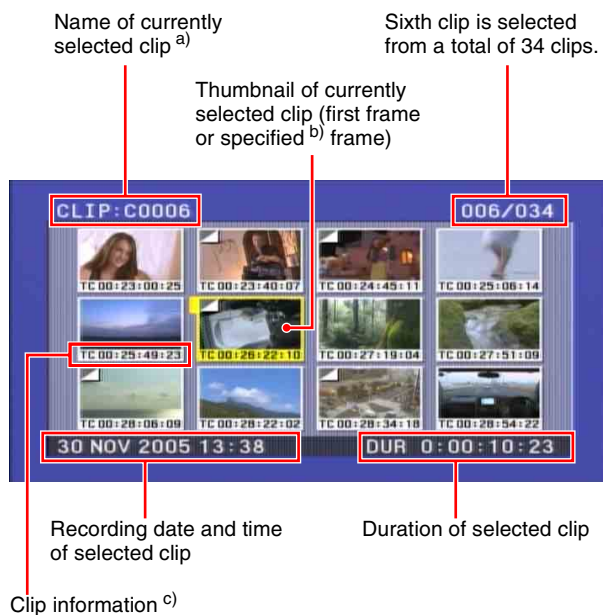 Name of currently
selected clip a)
Sixth clip is selected
from a total of 34 clips.
Thumbnail of currently
selected clip (first frame
or specified b) frame)
CLIP:C0006
006/034
TC 00:23:00:25
TC 00:23:40:07
TC 00:24:45:11
TC 00:25:06:14
TC 00:25:49:23
TC 00:26:22:10
TC 00:27:19:04
TC 00:27:51:09
TC 00:28:06:09
TC 00:28:22:02
TC 00:28:34:18
TC 00:28:54:22
30 NOV 2005 13:38
DUR 0:00:10:23
Recording date and time
of selected clip
Duration of selected clip
Clip information c)